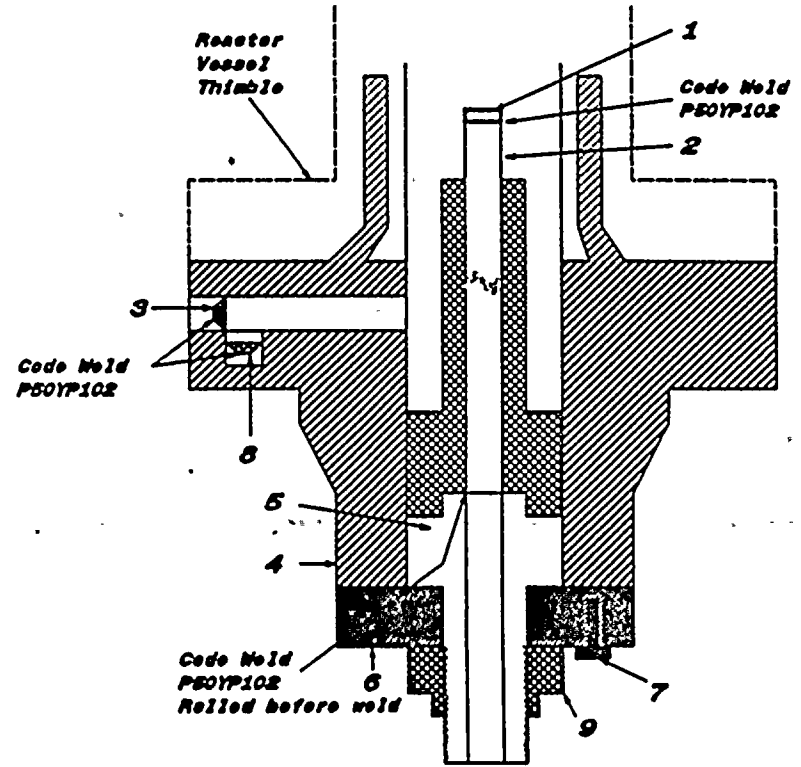 Reactor
Vessel
Thimble
1
Code Weld
P50YP102
2
3
Code Weld
P50YP102
8
5
4
Code Weld
P50YP102
Rolled before weld
6
7
9